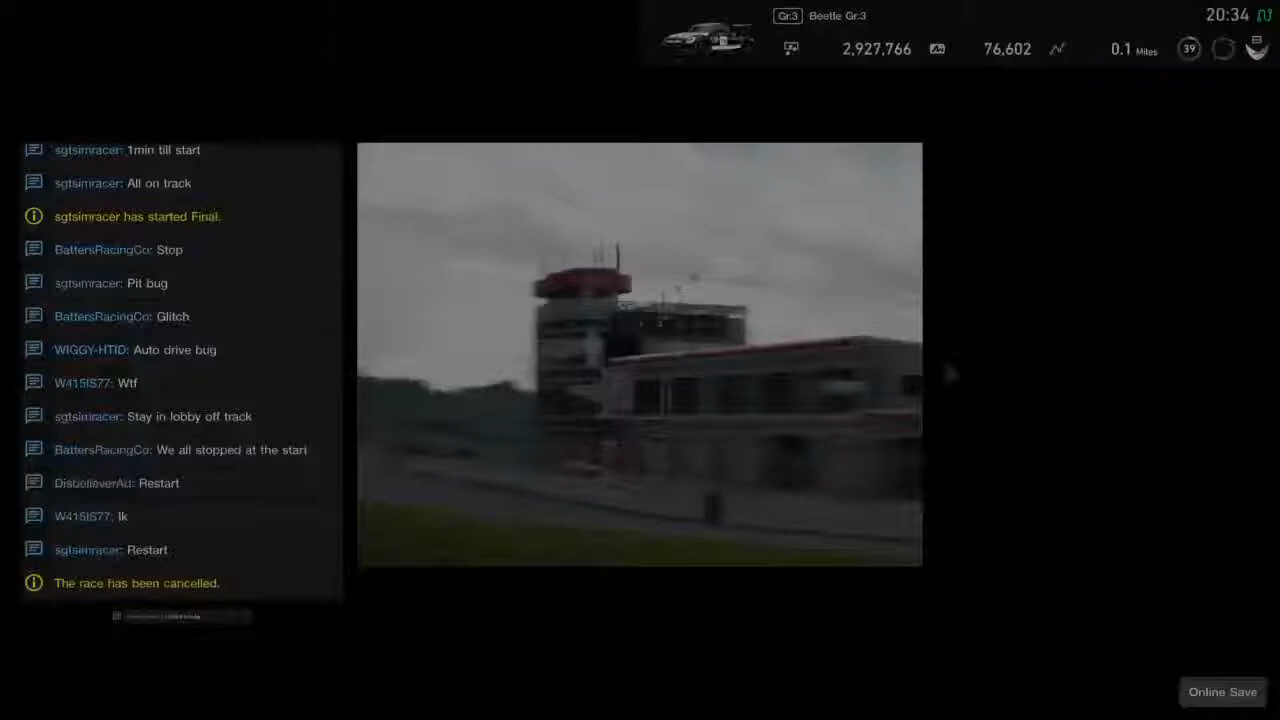 Gr.3 Beetle Gr.3
20:34
2,927,766 76,602 0.1 Miles 39
sgtsimracer: 1min till start
sgtsimracer: All on track
sgtsimracer has started Final.
BattersRacingCo: Stop
sgtsimracer: Pit bug
BattersRacingCo: Glitch
WIGGY-HTID: Auto drive bug
W415IS77: Wtf
sgtsimracer: Stay in lobby off track
BattersRacingCo: We all stopped at the start
DisbelieverAd: Restart
W415IS77: Ik
sgtsimracer: Restart
The race has been cancelled.
Online Save